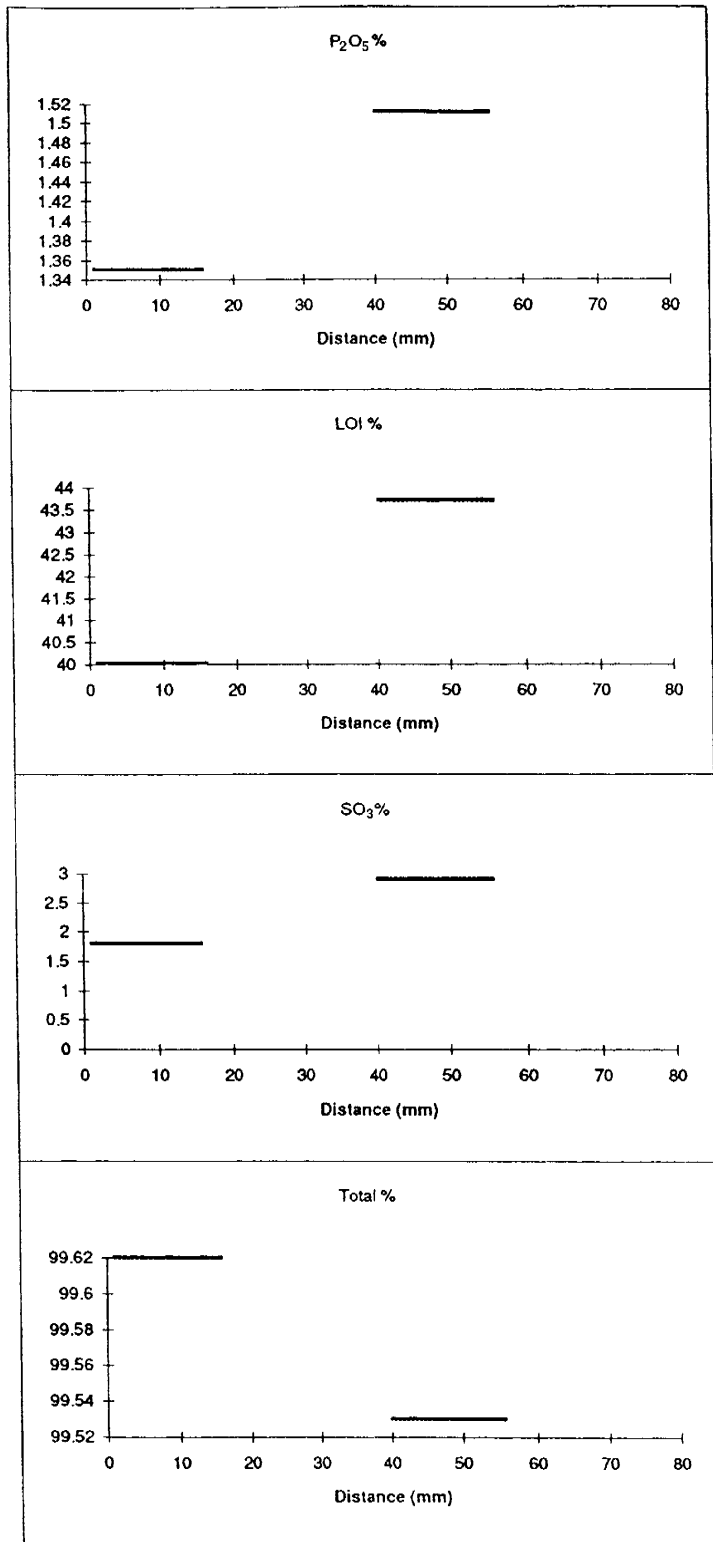 P₂O₅%
1.52
1.5
1.48
1.46
1.44
1.42
1.4
1.38
1.36
1.34
0 10 20 30 40 50 60 70 80
Distance (mm)
LOI %
44
43.5
43
42.5
42
41.5
41
40.5
40
0 10 20 30 40 50 60 70 80
Distance (mm)
SO₃%
3
2.5
2
1.5
1
0.5
0
0 10 20 30 40 50 60 70 80
Distance (mm)
Total %
99.62
99.6
99.58
99.56
99.54
99.52
0 10 20 30 40 50 60 70 80
Distance (mm)